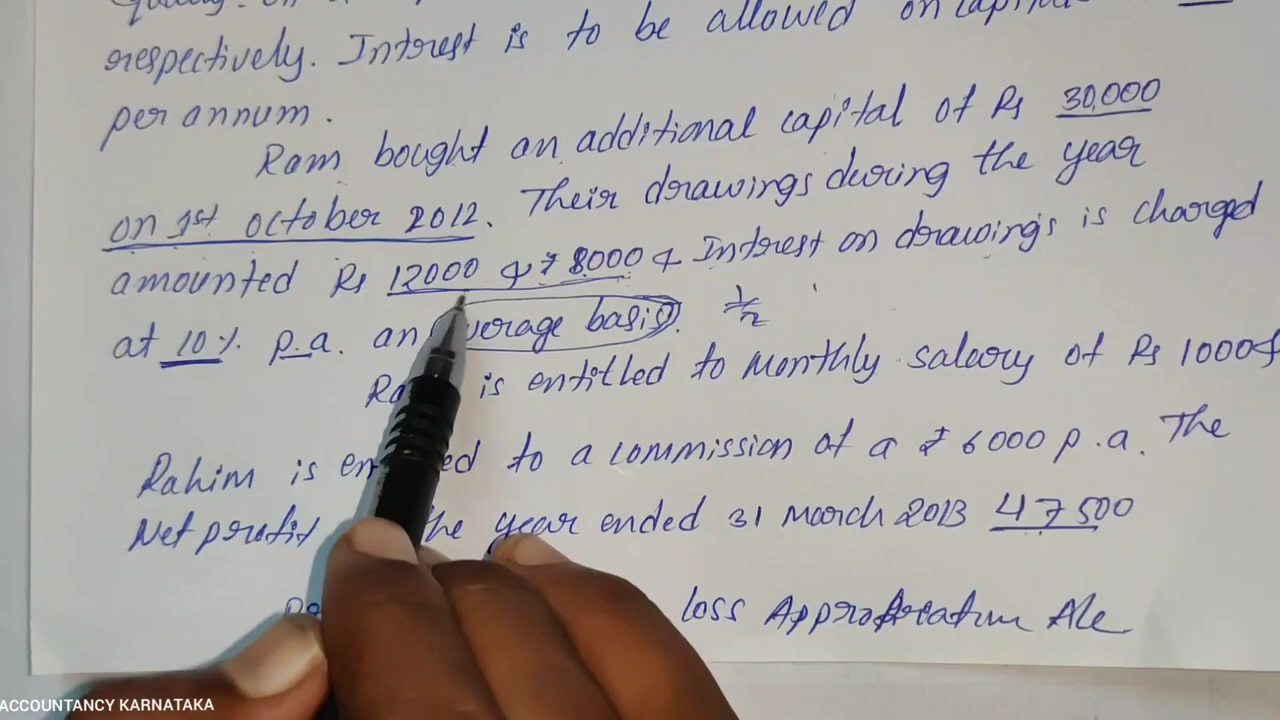 respectively. Interest is to be allowed on capital
per annum.
Ram bought an additional capital of Rs 30,000
on 1st october 2012. Their drawings during the year
amounted Rs 12000 & ₹ 8000 & Interest on drawings is charged
at 10% p.a. an average basis. 1/2
is entitled to monthly salary of Rs 1000 &
Rahim is to a commission of a ₹ 6000 p.a. The
Net profit the year ended 31 March 2013 47500
loss Appropriation A/c
ACCOUNTANCY KARNATAKA